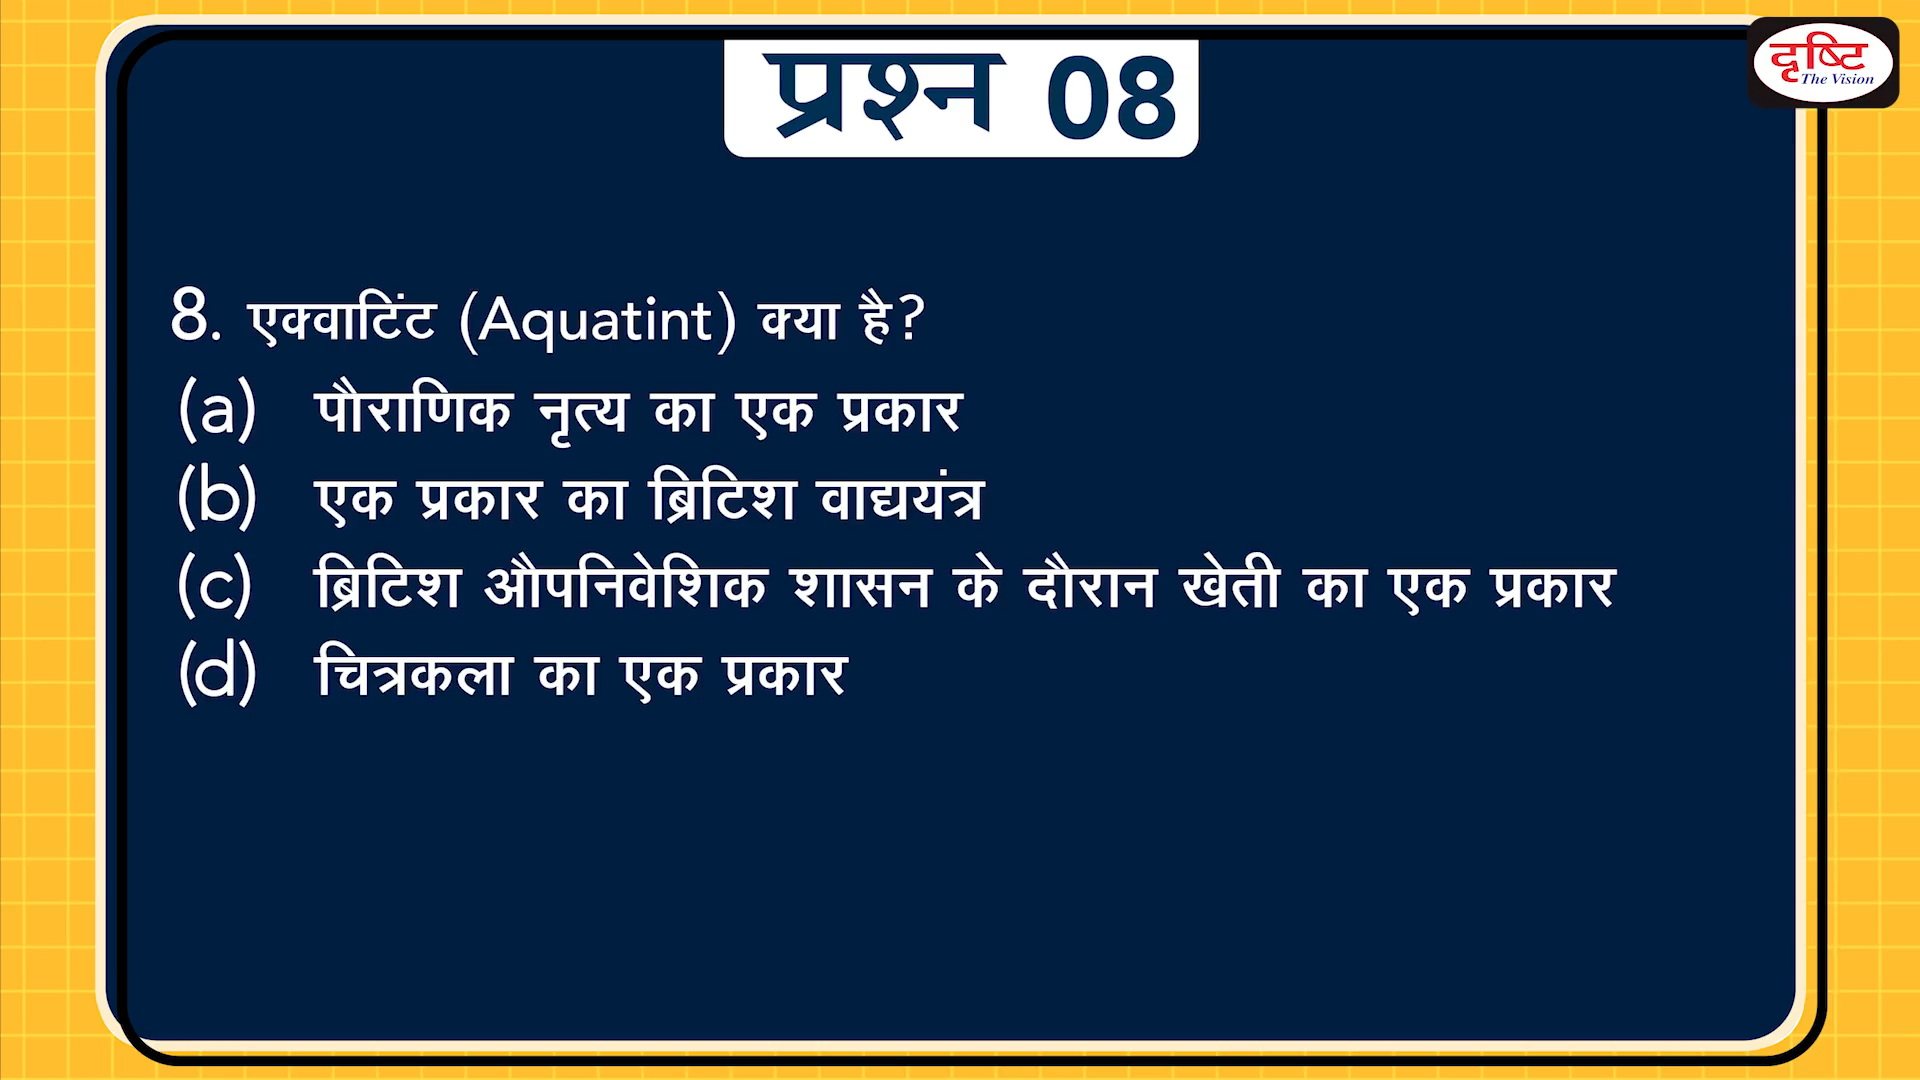 प्रश्न 08
दृष्टि
The Vision
8. एक्वाटिंट (Aquatint) क्या है?
(a) पौराणिक नृत्य का एक प्रकार
(b) एक प्रकार का ब्रिटिश वाद्ययंत्र
(c) ब्रिटिश औपनिवेशिक शासन के दौरान खेती का एक प्रकार
(d) चित्रकला का एक प्रकार